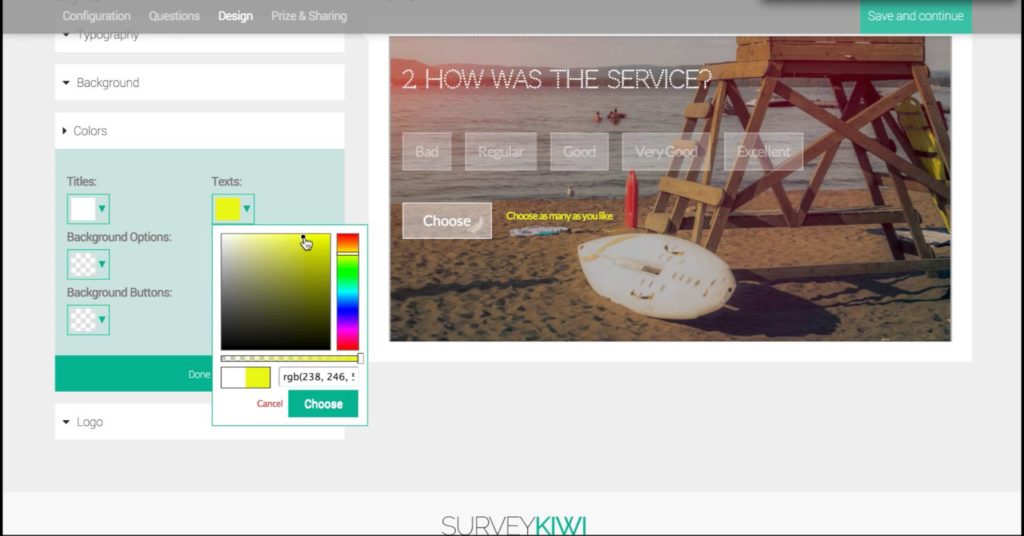 Configuration Questions Design Prize & Sharing Save and continue
Typography
Background
Colors
Titles: Texts:
Background Options:
Background Buttons:
rgb(238, 246, 5
Cancel Choose
Done
Logo
2. HOW WAS THE SERVICE?
Bad Regular Good Very Good Excellent
Choose Choose as many as you like
SURVEYKIWI